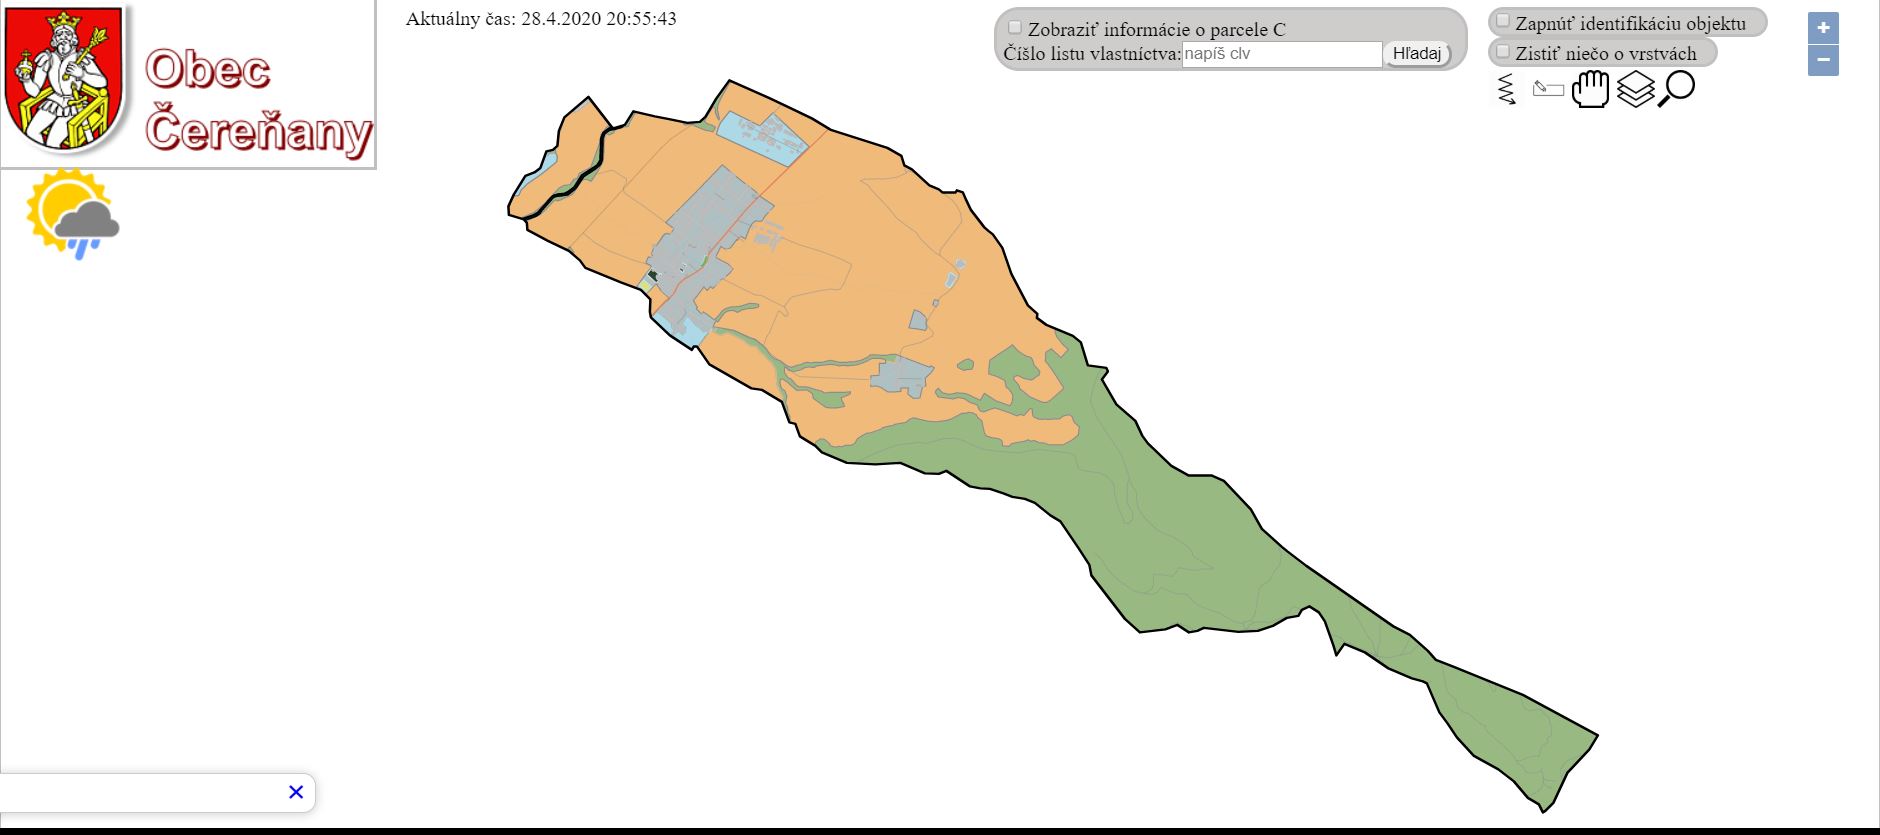 Obec
Čereňany
Aktuálny čas: 28.4.2020 20:55:43
Zobraziť informácie o parcele C
Číšlo listu vlastníctva: napíš clv Hľadaj
Zapnúť identifikáciu objektu
Zistiť niečo o vrstvách
+
−
×